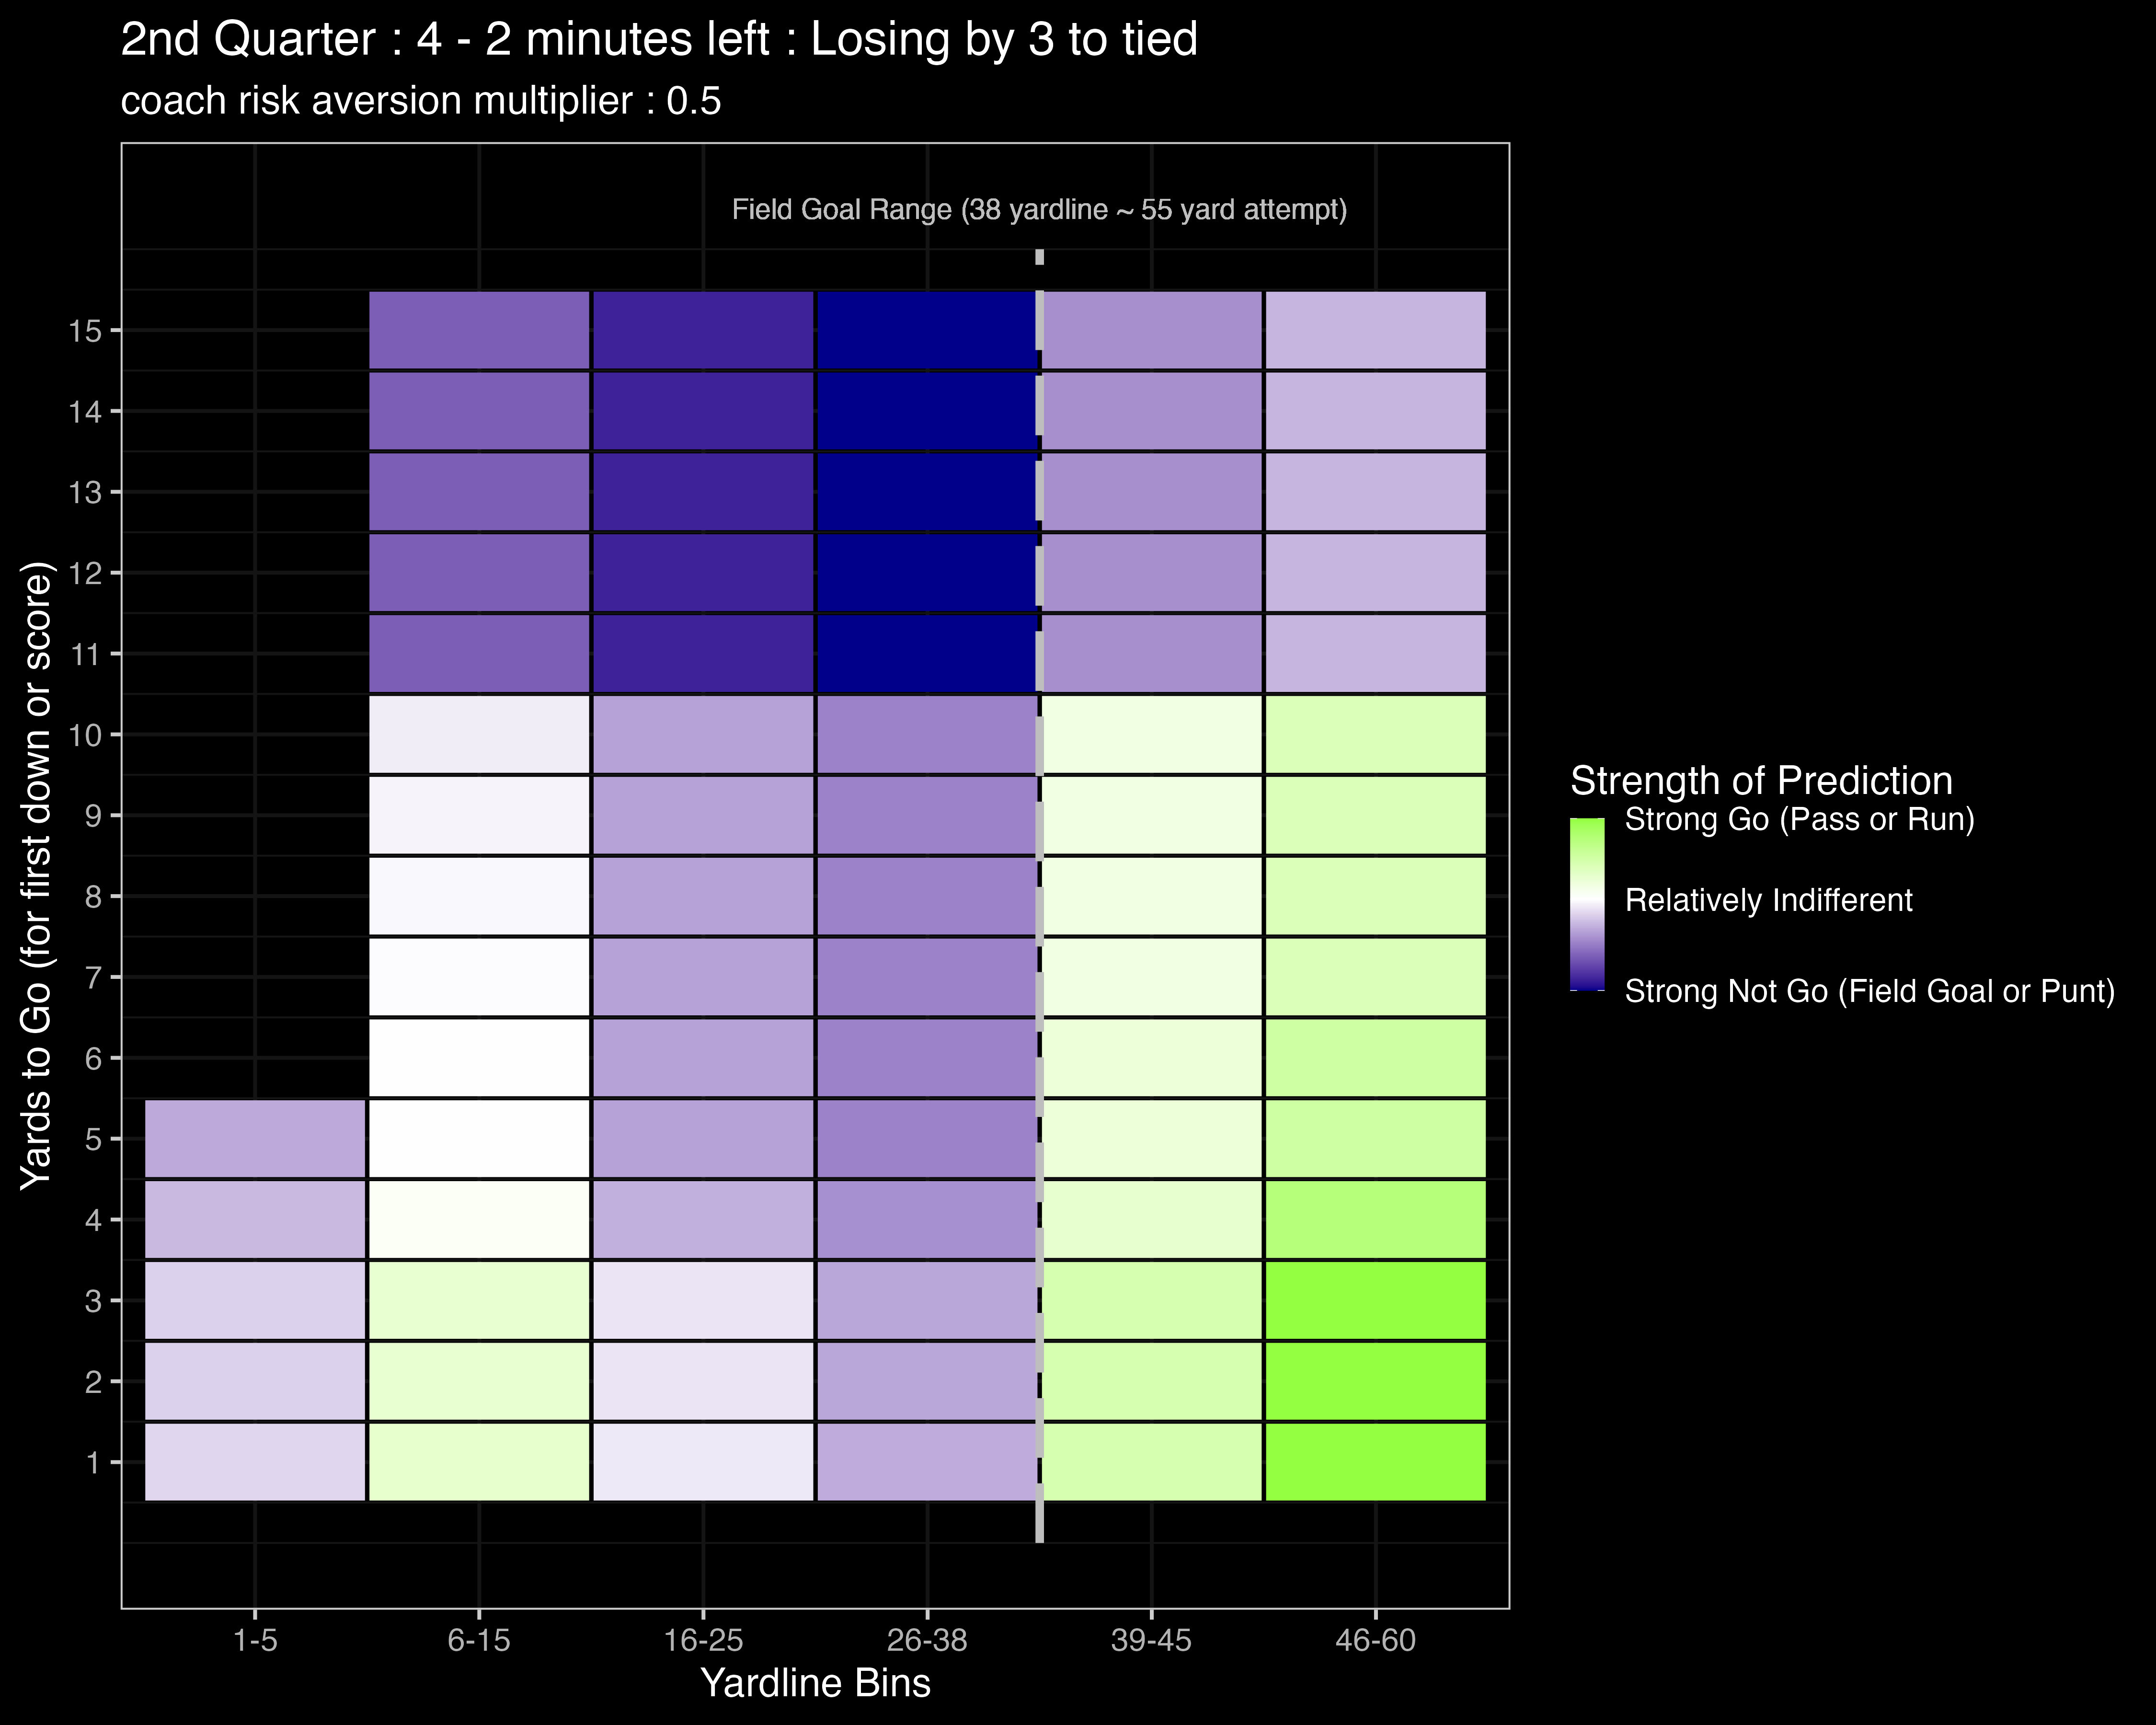 2nd Quarter : 4 - 2 minutes left : Losing by 3 to tied
coach risk aversion multiplier : 0.5
Field Goal Range (38 yardline ~ 55 yard attempt)
Yards to Go (for first down or score)
15
14
13
12
11
10
9
8
7
6
5
4
3
2
1
1-5
6-15
16-25
26-38
39-45
46-60
Yardline Bins
Strength of Prediction
Strong Go (Pass or Run)
Relatively Indifferent
Strong Not Go (Field Goal or Punt)